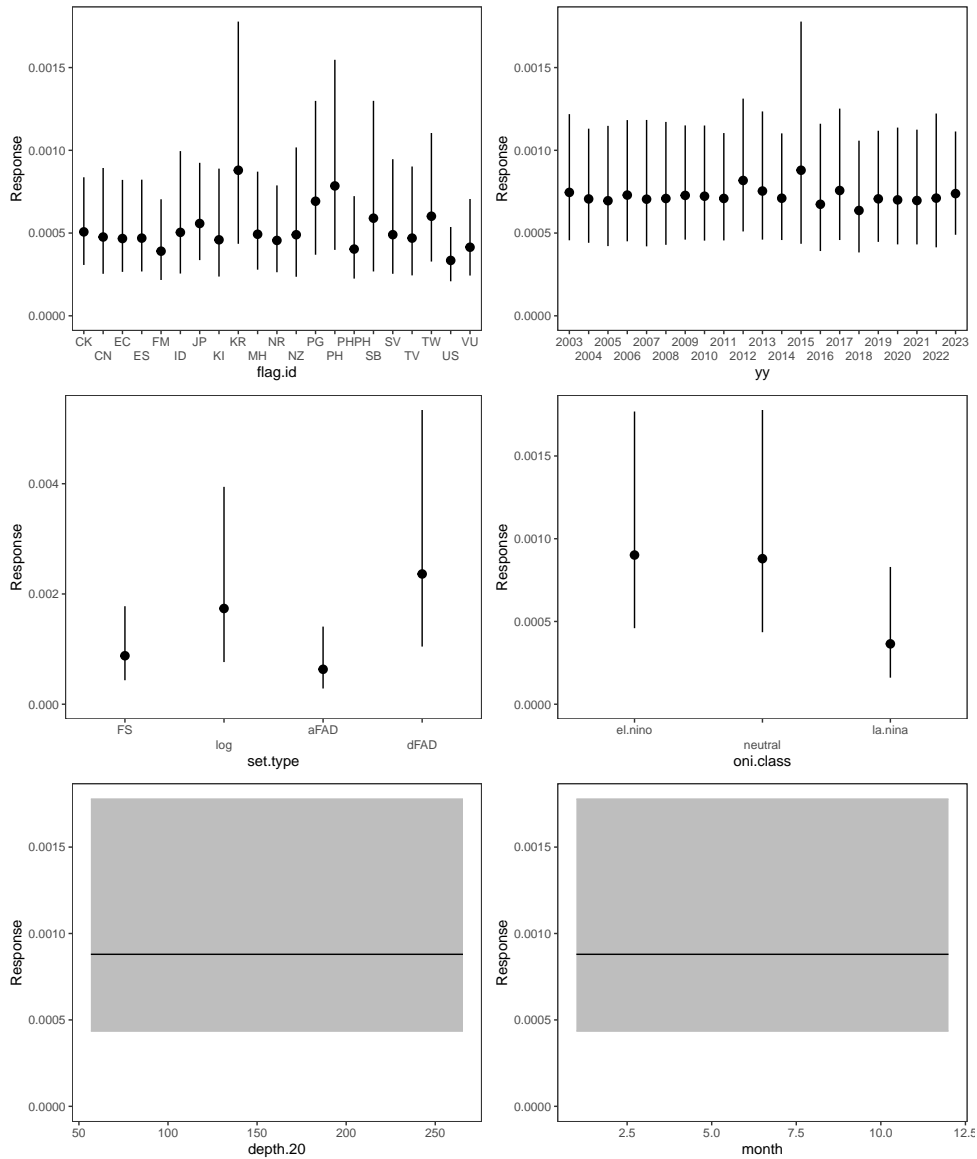 Response
0.0015
0.0010
0.0005
0.0000
CK EC FM JP KR NR PG PHPH SV TW VU
CN ES ID KI MH NZ PH SB TV US
flag.id
Response
0.0015
0.0010
0.0005
0.0000
2003 2005 2007 2009 2011 2013 2015 2017 2019 2021 2023
2004 2006 2008 2010 2012 2014 2016 2018 2020 2022
yy
Response
0.004
0.002
0.000
FS aFAD
log dFAD
set.type
Response
0.0015
0.0010
0.0005
0.0000
el.nino la.nina
neutral
oni.class
Response
0.0015
0.0010
0.0005
0.0000
50 100 150 200 250
depth.20
Response
0.0015
0.0010
0.0005
0.0000
2.5 5.0 7.5 10.0 12.5
month